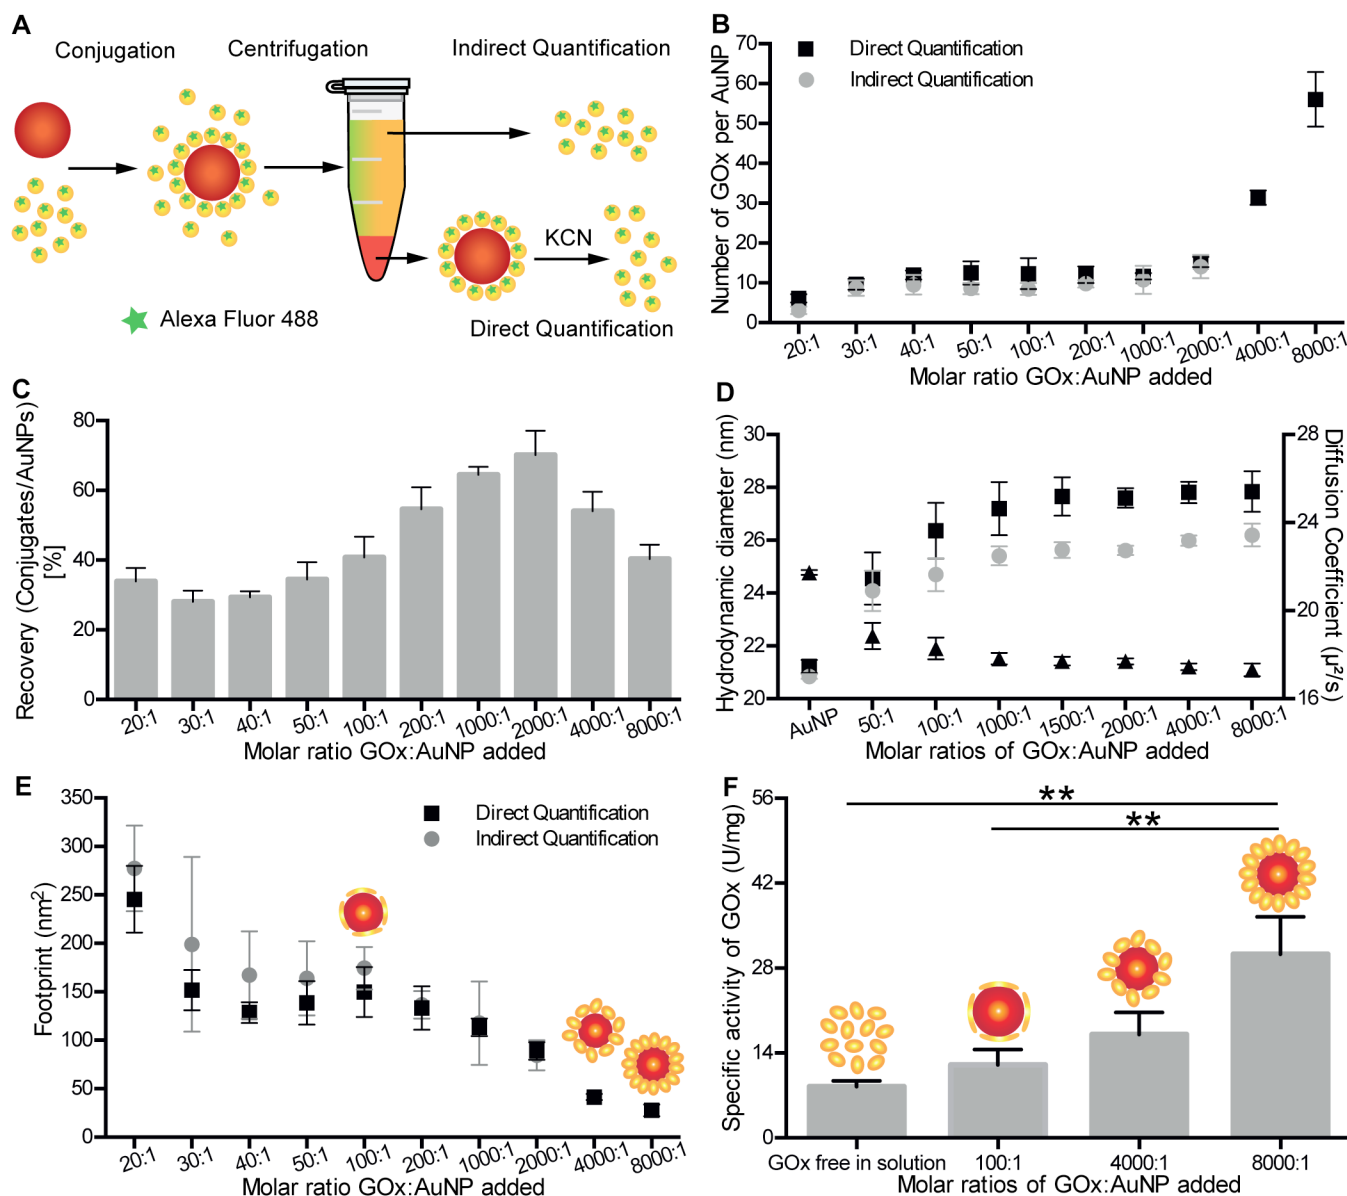 A
Conjugation
Centrifugation
Indirect Quantification
KCN
Alexa Fluor 488
Direct Quantification
B
Number of GOx per AuNP
70
60
50
40
30
20
10
0
Direct Quantification
Indirect Quantification
20:1 30:1 40:1 50:1 100:1 200:1 1000:1 2000:1 4000:1 8000:1
Molar ratio GOx:AuNP added
C
Recovery (Conjugates/AuNPs)
[%]
80
60
40
20
0
20:1 30:1 40:1 50:1 100:1 200:1 1000:1 2000:1 4000:1 8000:1
Molar ratio GOx:AuNP added
D
Hydrodynamic diameter (nm)
30
28
26
24
22
20
28
24
20
16
Diffusion
Coefficient (µ²/s)
AuNP 50:1 100:1 1000:1 1500:1 2000:1 4000:1 8000:1
Molar ratios of GOx:AuNP added
E
Footprint (nm²)
350
300
250
200
150
100
50
0
Direct Quantification
Indirect Quantification
20:1 30:1 40:1 50:1 100:1 200:1 1000:1 2000:1 4000:1 8000:1
Molar ratio GOx:AuNP added
F
Specific activity of GOx (U/mg)
56
42
28
14
0
**
**
GOx free in solution 100:1 4000:1 8000:1
Molar ratios of GOx:AuNP added